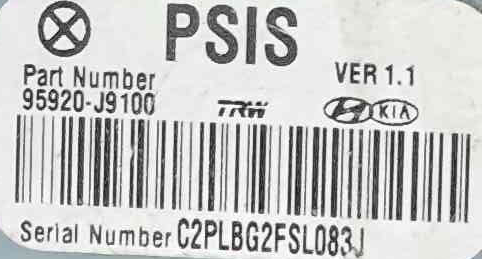 PSIS
Part Number
VER 1.1
95920-J9100
TRW
KIA
Serial Number C2PLBG2FSL083J